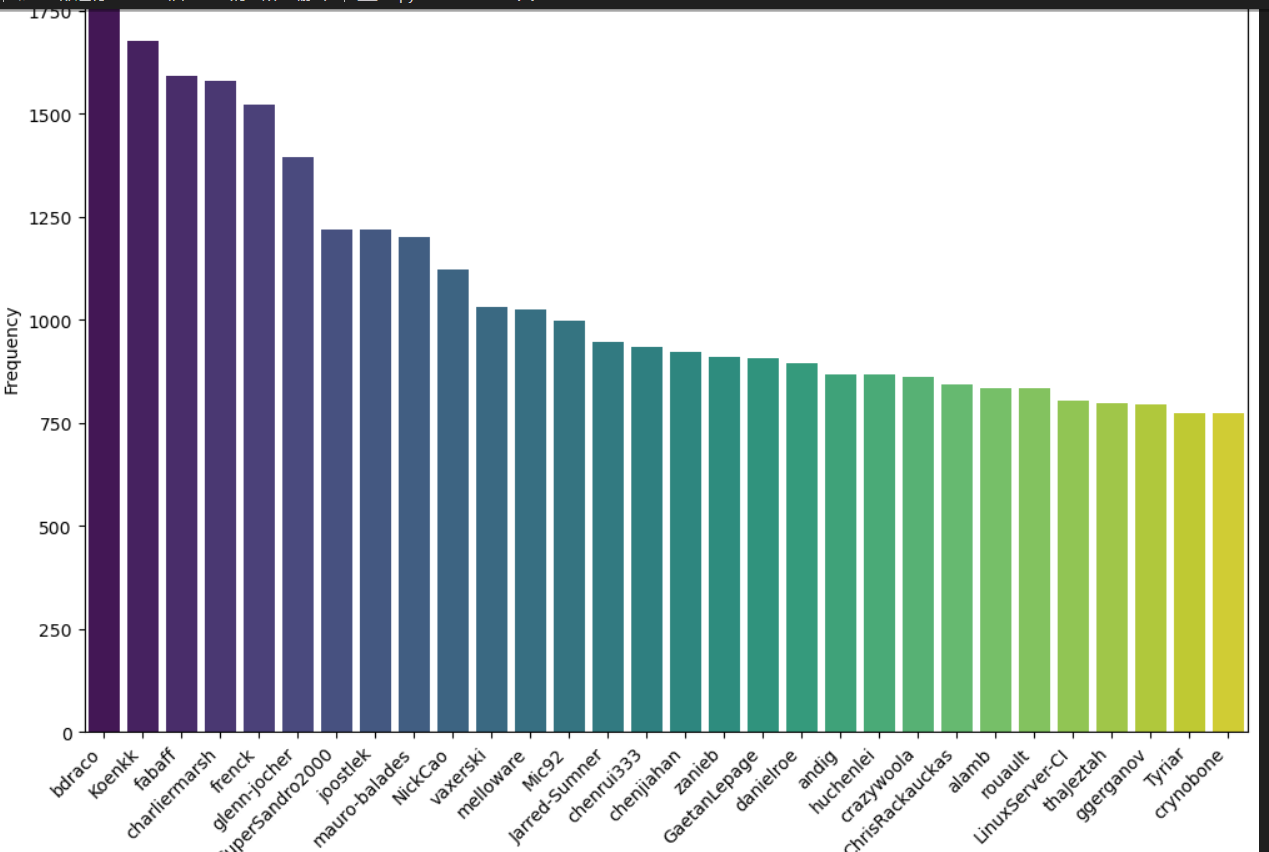 1750
1500
1250
1000
750
500
250
0
Frequency
bdraco
Koenkk
fabaff
charliermarsh
frenck
glenn-jocher
uperSandro2000
joostlek
mauro-balades
NickCao
vaxerski
melloware
Mic92
Jarred-Sumner
chenrui333
chenjiahan
zanieb
GaetanLepage
danielroe
andig
huchenlei
crazywoola
ChrisRackauckas
alamb
rouault
LinuxServer-CI
thaJeztah
ggerganov
Tyriar
crynobone